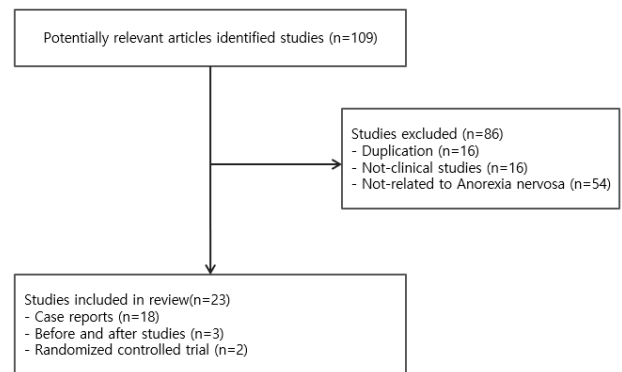 Potentially relevant articles identified studies (n=109)
Studies excluded (n=86)
- Duplication (n=16)
- Not-clinical studies (n=16)
- Not-related to Anorexia nervosa (n=54)
Studies included in review(n=23)
- Case reports (n=18)
- Before and after studies (n=3)
- Randomized controlled trial (n=2)